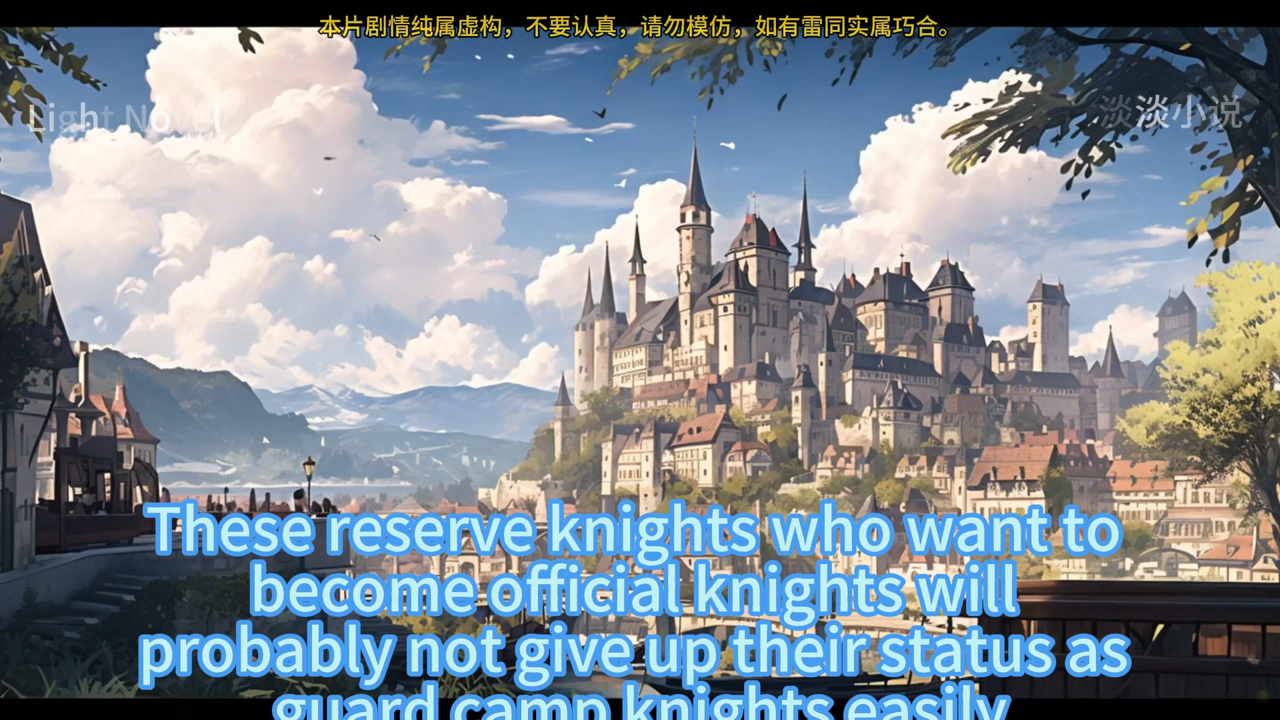 本片剧情纯属虚构，不要认真，请勿模仿，如有雷同实属巧合。
Light Novel
淡淡小说
These reserve knights who want to
become official knights will
probably not give up their status as
guard camp knights easily